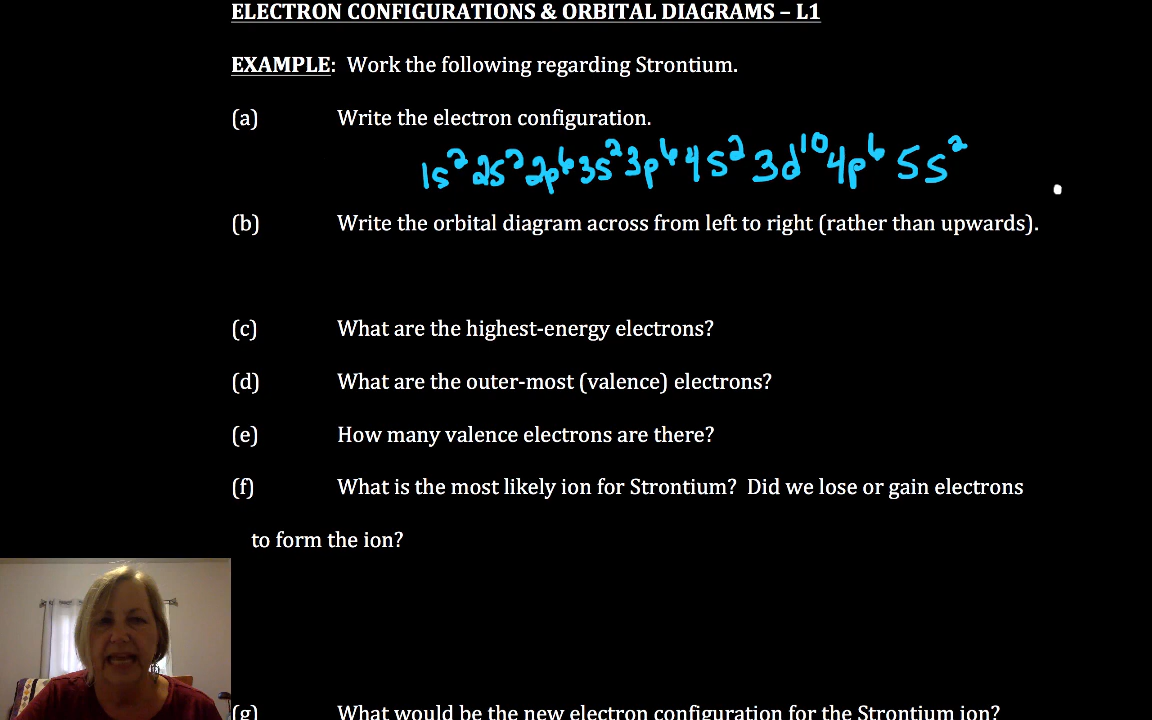 ELECTRON CONFIGURATIONS & ORBITAL DIAGRAMS – L1
EXAMPLE: Work the following regarding Strontium.
(a) Write the electron configuration.
1s² 2s² 2p⁶ 3s² 3p⁶ 4s² 3d¹⁰ 4p⁶ 5s²
(b) Write the orbital diagram across from left to right (rather than upwards).
(c) What are the highest-energy electrons?
(d) What are the outer-most (valence) electrons?
(e) How many valence electrons are there?
(f) What is the most likely ion for Strontium? Did we lose or gain electrons
to form the ion?
(g) What would be the new electron configuration for the Strontium ion?